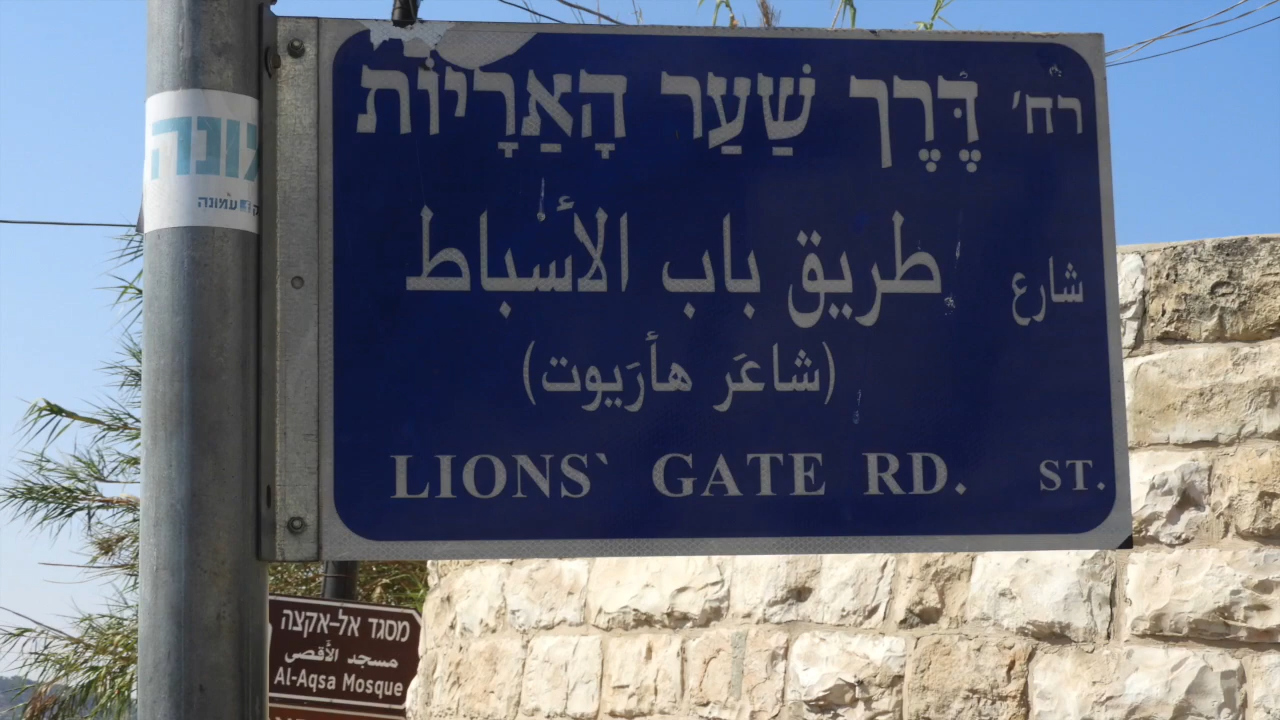 רח' דֶּרֶךְ שַׁעַר הָאֲרָיוֹת
شارع طريق باب الأسباط
(شاعَر هأرَيوت)
LIONS` GATE RD. ST.
עמונה
מסגד אל-אקצה
مسجد الأقصى
Al-Aqsa Mosque